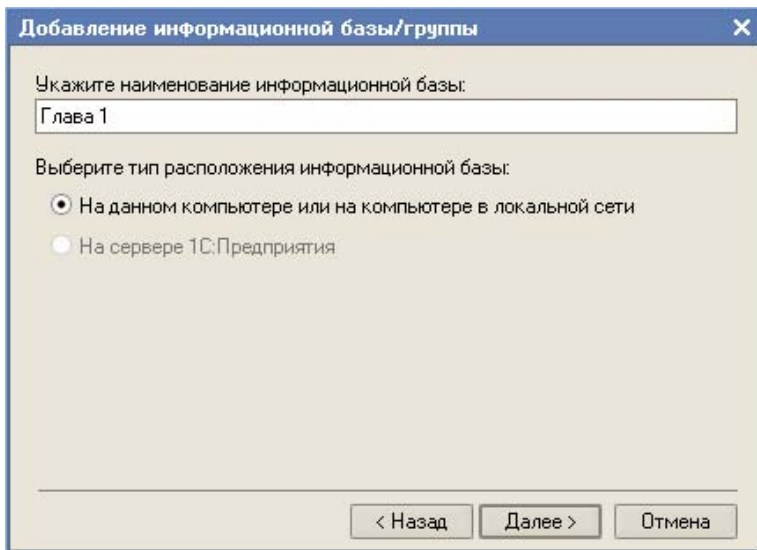 Добавление информационной базы/группы
Укажите наименование информационной базы:
Глава 1
Выберите тип расположения информационной базы:
На данном компьютере или на компьютере в локальной сети
На сервере 1С:Предприятия
< Назад Далее > Отмена